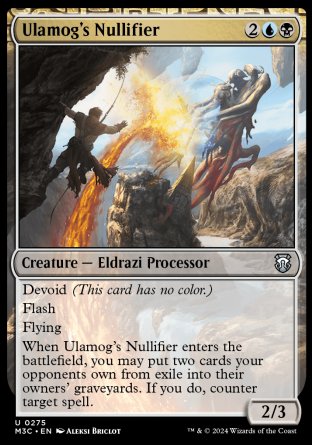 Ulamog's Nullifier 2
Creature — Eldrazi Processor
Devoid (This card has no color.)
Flash
Flying
When Ulamog's Nullifier enters the
battlefield, you may put two cards your
opponents own from exile into their
owners' graveyards. If you do, counter
target spell.
2/3
U 0275
M3C • EN Aleksi Briclot ™ & © 2024 Wizards of the Coast